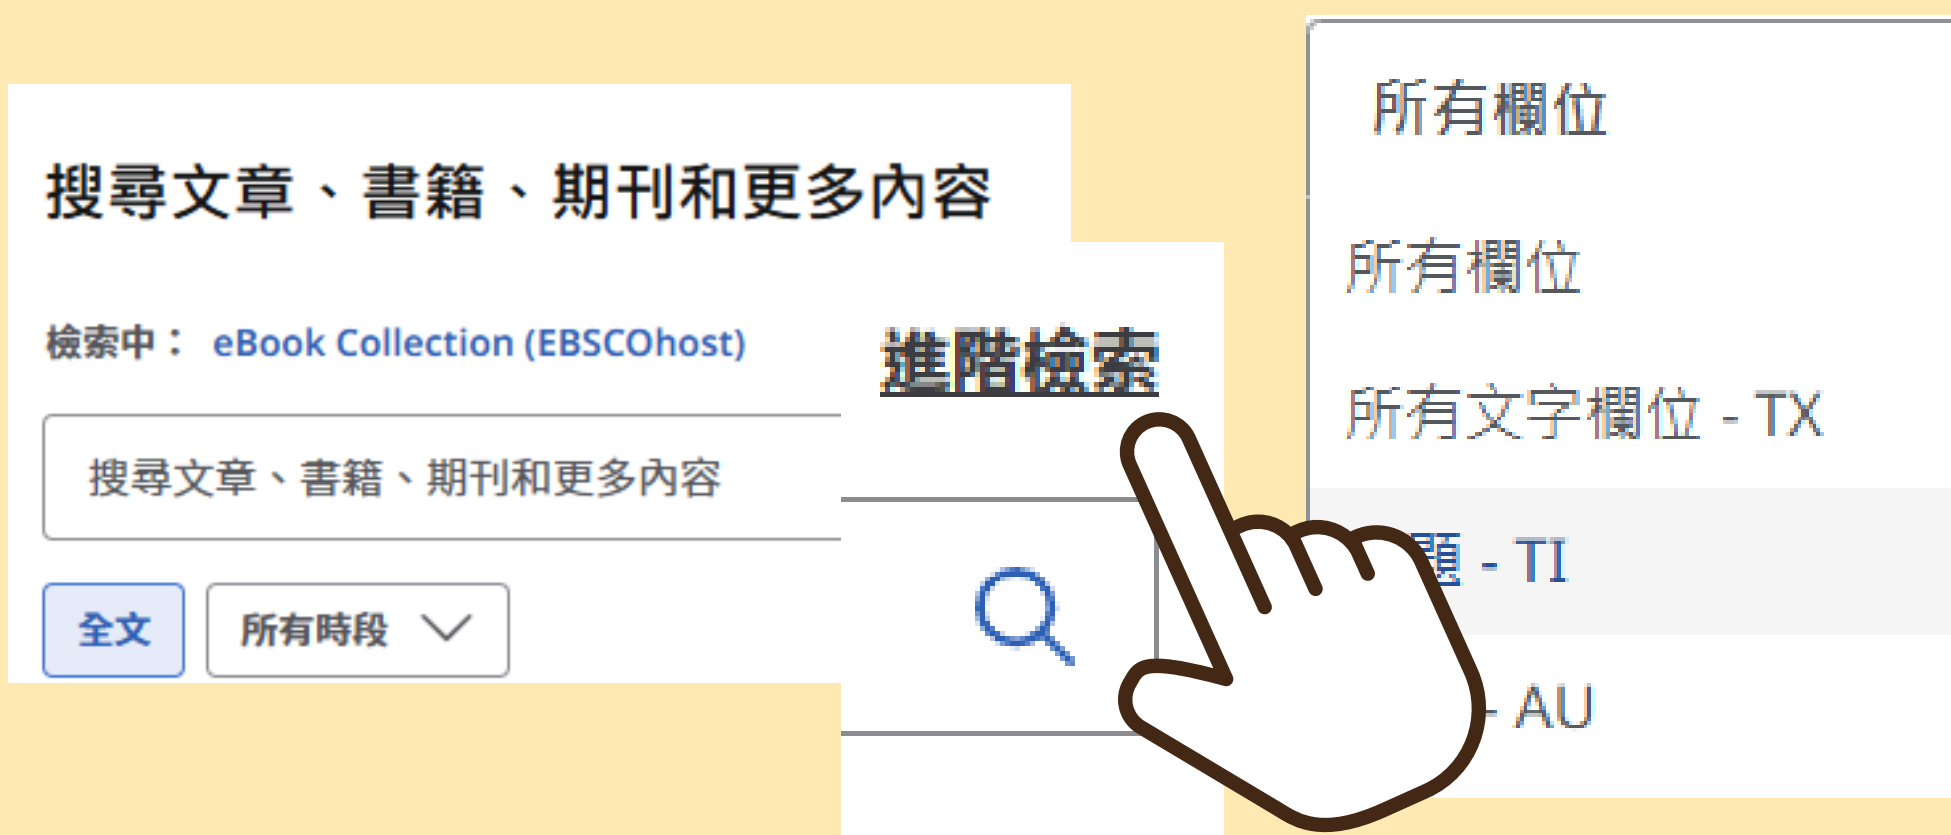 搜尋文章、書籍、期刊和更多內容
檢索中： eBook Collection (EBSCOhost)
搜尋文章、書籍、期刊和更多內容
全文
所有時段
進階檢索
所有欄位
所有欄位
所有文字欄位 - TX
題 - TI
- AU